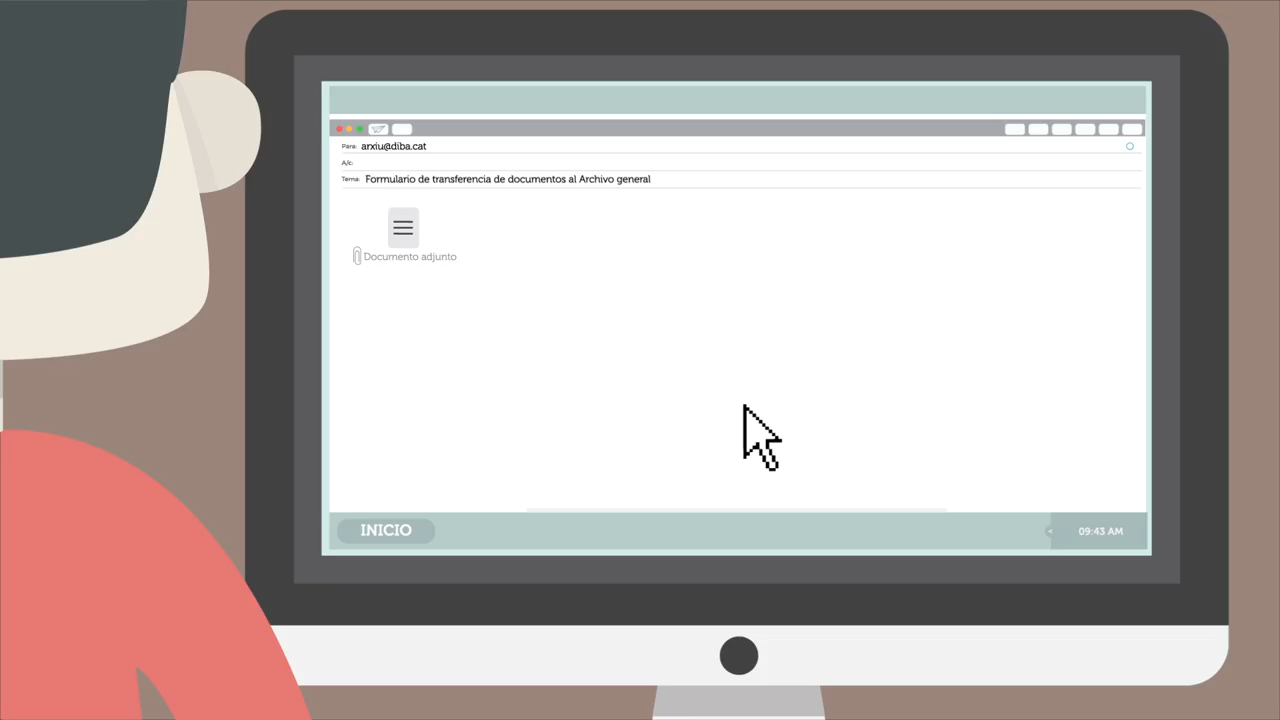 Para: arxiu@diba.cat
A/c:
Tema: Formulario de transferencia de documentos al Archivo general
Documento adjunto
INICIO
< 09:43 AM